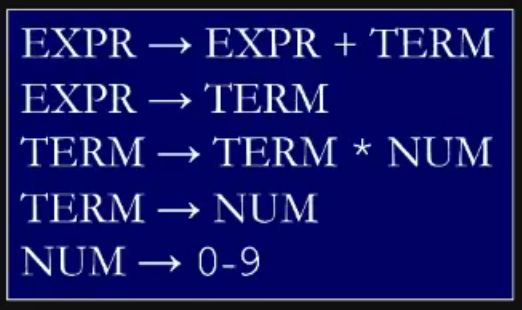 EXPR → EXPR + TERM
EXPR → TERM
TERM → TERM * NUM
TERM → NUM
NUM → 0-9